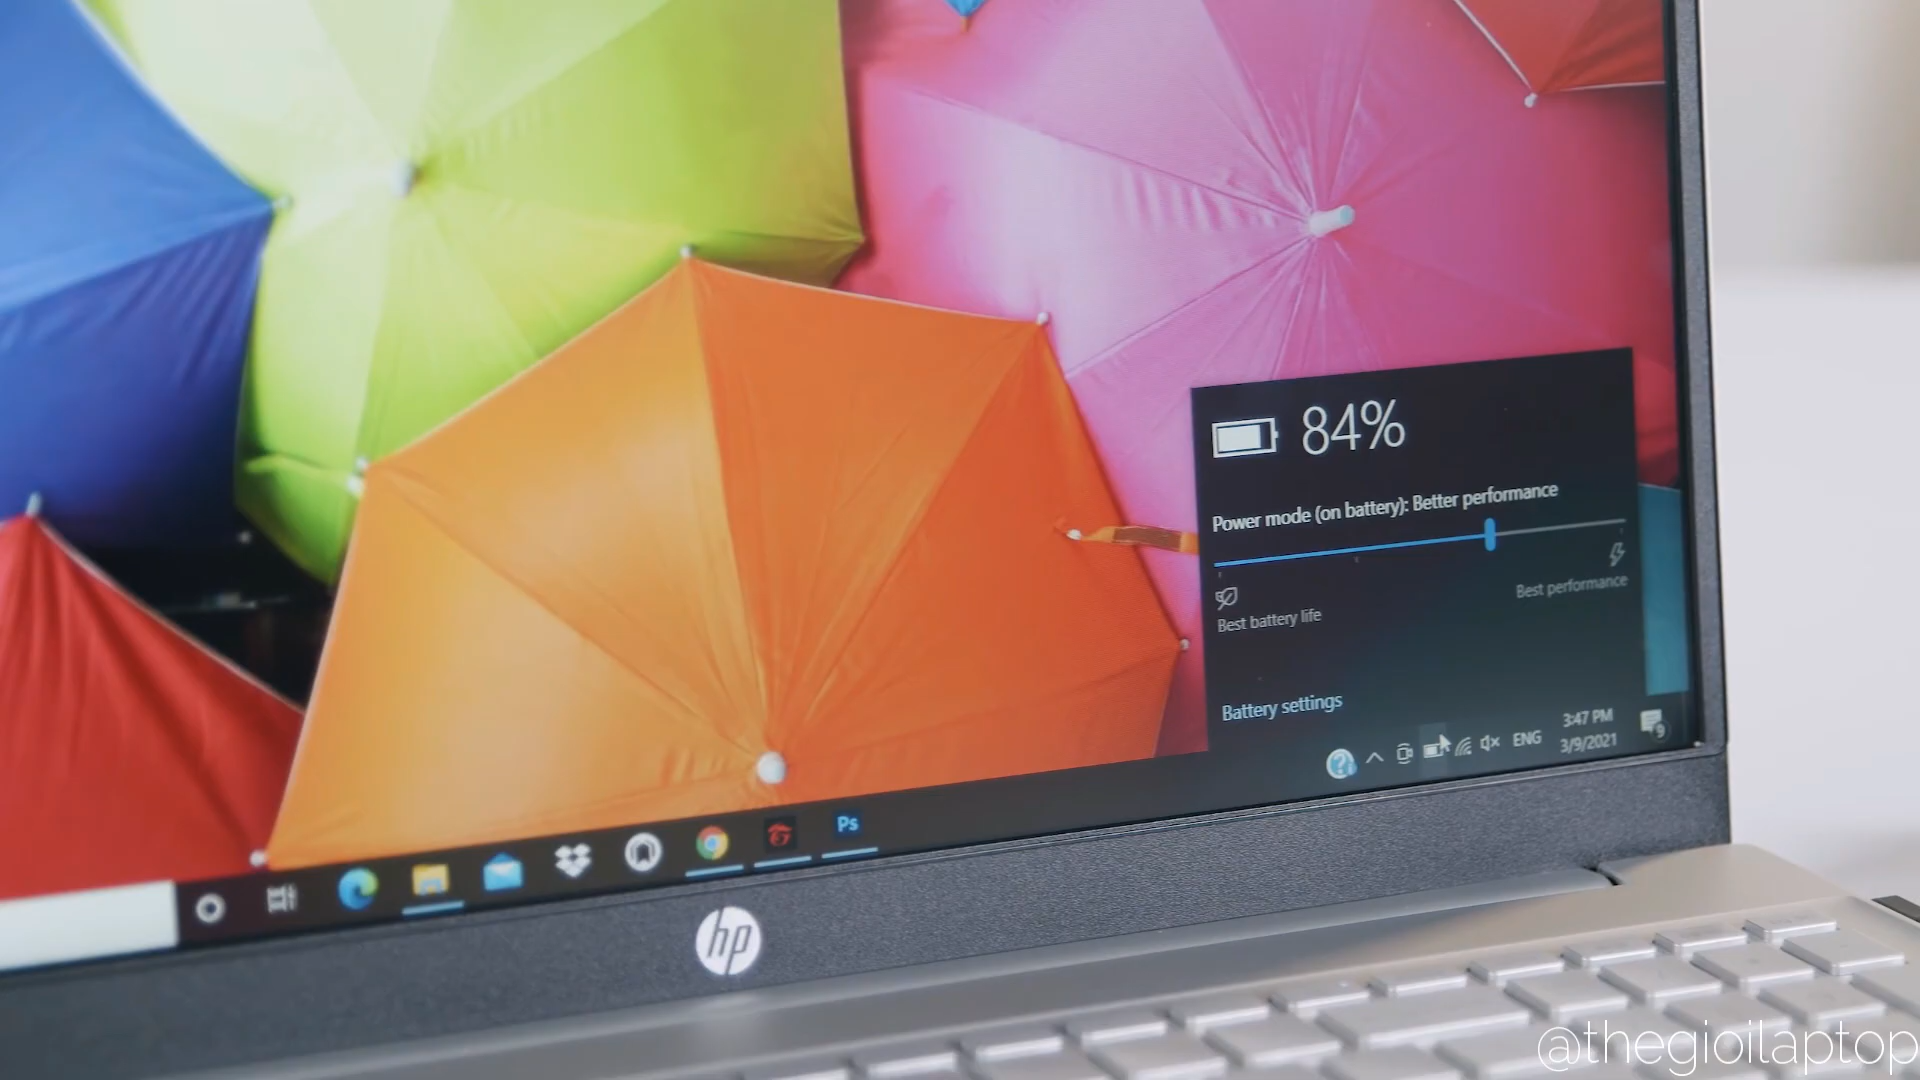 84%
Power mode (on battery): Better performance
Best battery life
Best performance
Battery settings
ENG
3:47 PM
3/9/2021
9
Ps
hp
@thegioilaptop